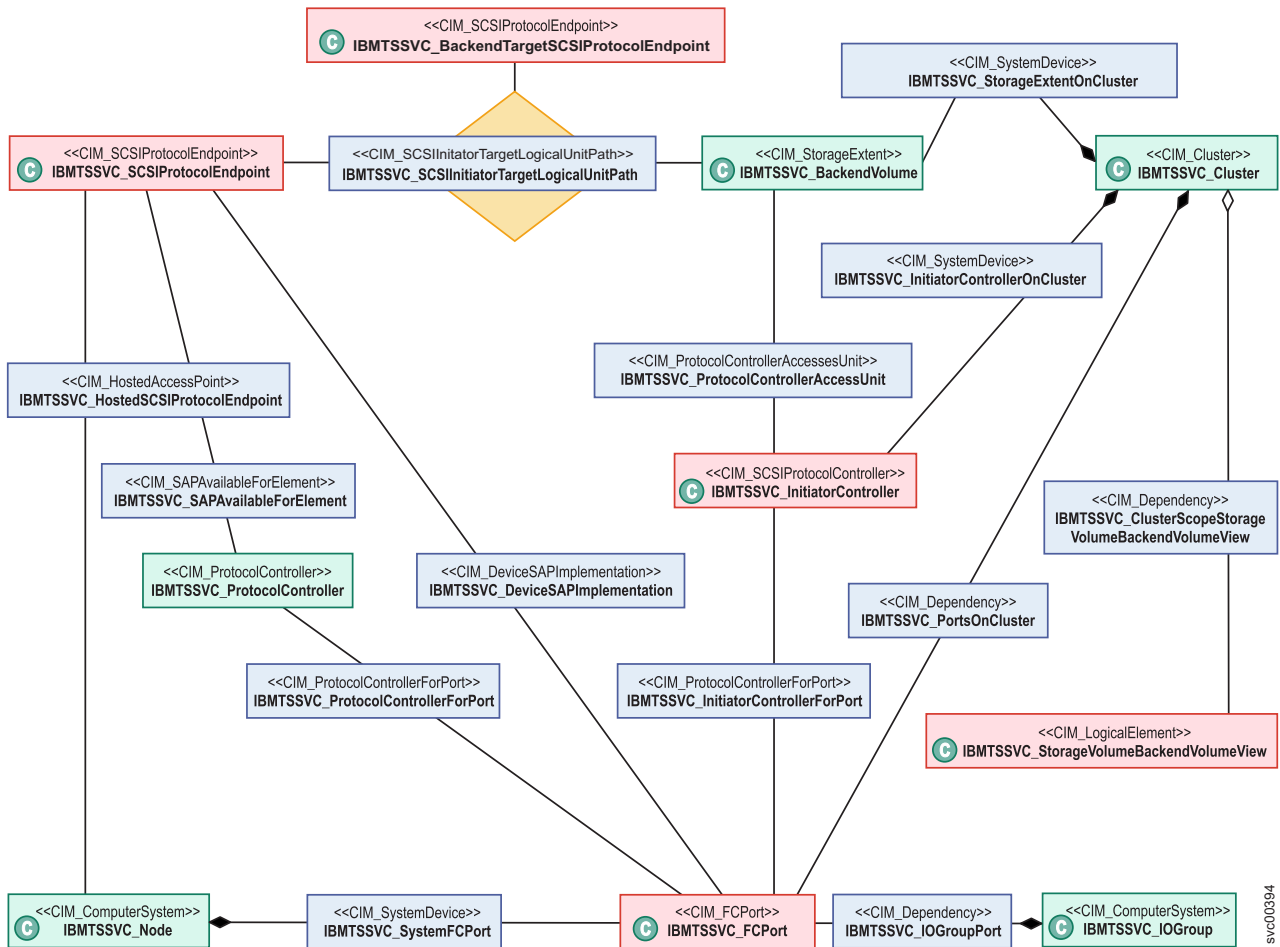 <<CIM_SCSIProtocolEndpoint>>
C
IBMTSSVC_BackendTargetSCSIProtocolEndpoint
<<CIM_SystemDevice>>
IBMTSSVC_StorageExtentOnCluster
<<CIM_SCSIProtocolEndpoint>>
C
IBMTSSVC_SCSIProtocolEndpoint
<<CIM_SCSIInitatorTargetLogicalUnitPath>>
IBMTSSVC_SCSIInitiatorTargetLogicalUnitPath
<<CIM_StorageExtent>>
C
IBMTSSVC_BackendVolume
<<CIM_Cluster>>
C
IBMTSSVC_Cluster
<<CIM_SystemDevice>>
IBMTSSVC_InitiatorControllerOnCluster
<<CIM_ProtocolControllerAccessesUnit>>
IBMTSSVC_ProtocolControllerAccessUnit
<<CIM_HostedAccessPoint>>
IBMTSSVC_HostedSCSIProtocolEndpoint
<<CIM_SAPAvailableForElement>>
IBMTSSVC_SAPAvailableForElement
<<CIM_SCSIProtocolController>>
C
IBMTSSVC_InitiatorController
<<CIM_Dependency>>
IBMTSSVC_ClusterScopeStorage
VolumeBackendVolumeView
<<CIM_ProtocolController>>
C
IBMTSSVC_ProtocolController
<<CIM_DeviceSAPImplementation>>
IBMTSSVC_DeviceSAPImplementation
<<CIM_Dependency>>
IBMTSSVC_PortsOnCluster
<<CIM_ProtocolControllerForPort>>
IBMTSSVC_ProtocolControllerForPort
<<CIM_ProtocolControllerForPort>>
IBMTSSVC_InitiatorControllerForPort
<<CIM_LogicalElement>>
C
IBMTSSVC_StorageVolumeBackendVolumeView
<<CIM_ComputerSystem>>
C
IBMTSSVC_Node
<<CIM_SystemDevice>>
IBMTSSVC_SystemFCPort
<<CIM_FCPort>>
C
IBMTSSVC_FCPort
<<CIM_Dependency>>
IBMTSSVC_IOGroupPort
<<CIM_ComputerSystem>>
C
IBMTSSVC_IOGroup
svc00394